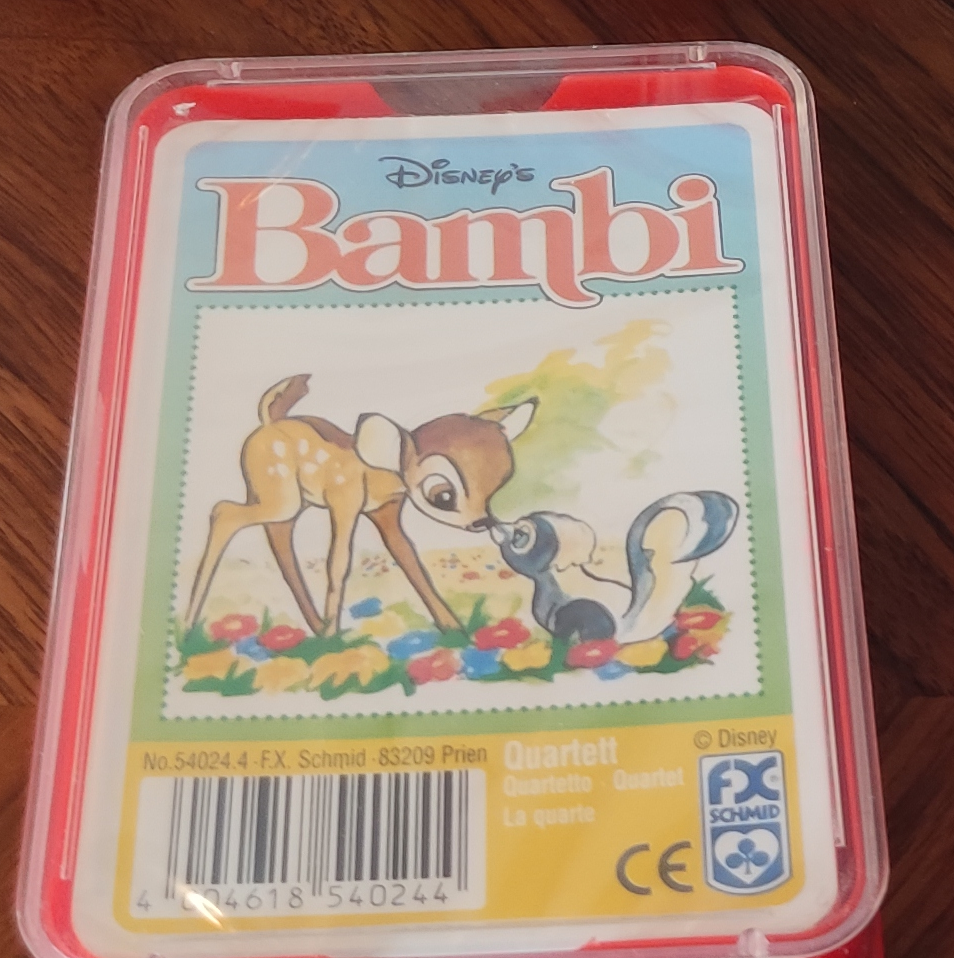 Disney's
Bambi
No.54024.4 - F.X. Schmid - 83209 Prien
Quartett
© Disney
Quartetto · Quartet
La quarte
FX
SCHMID
CE
4 004618 540244